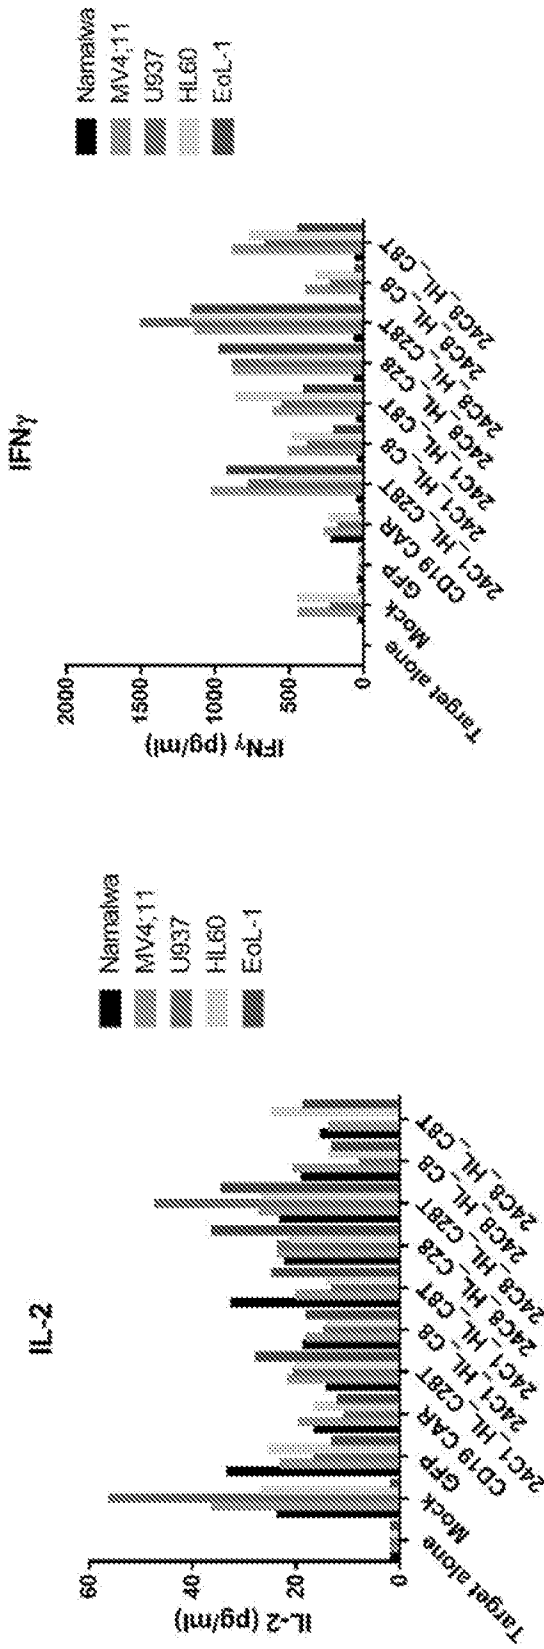 IL-2
IL-2 (pg/ml)
60
40
20
0
Target alone
Mock
GFP
CD19 CAR
24C1_HL_C28T
24C1_HL_C8
24C1_HL_C8T
24C8_HL_C28
24C8_HL_C28T
24C8_HL_C8
24C8_HL_C8T
Namalwa
MV4;11
U937
HL60
EoL-1
IFNγ
IFNγ (pg/ml)
2000
1500
1000
500
0
Target alone
Mock
GFP
CD19 CAR
24C1_HL_C28T
24C1_HL_C8
24C1_HL_C8T
24C8_HL_C28
24C8_HL_C28T
24C8_HL_C8
24C8_HL_C8T
Namalwa
MV4;11
U937
HL60
EoL-1